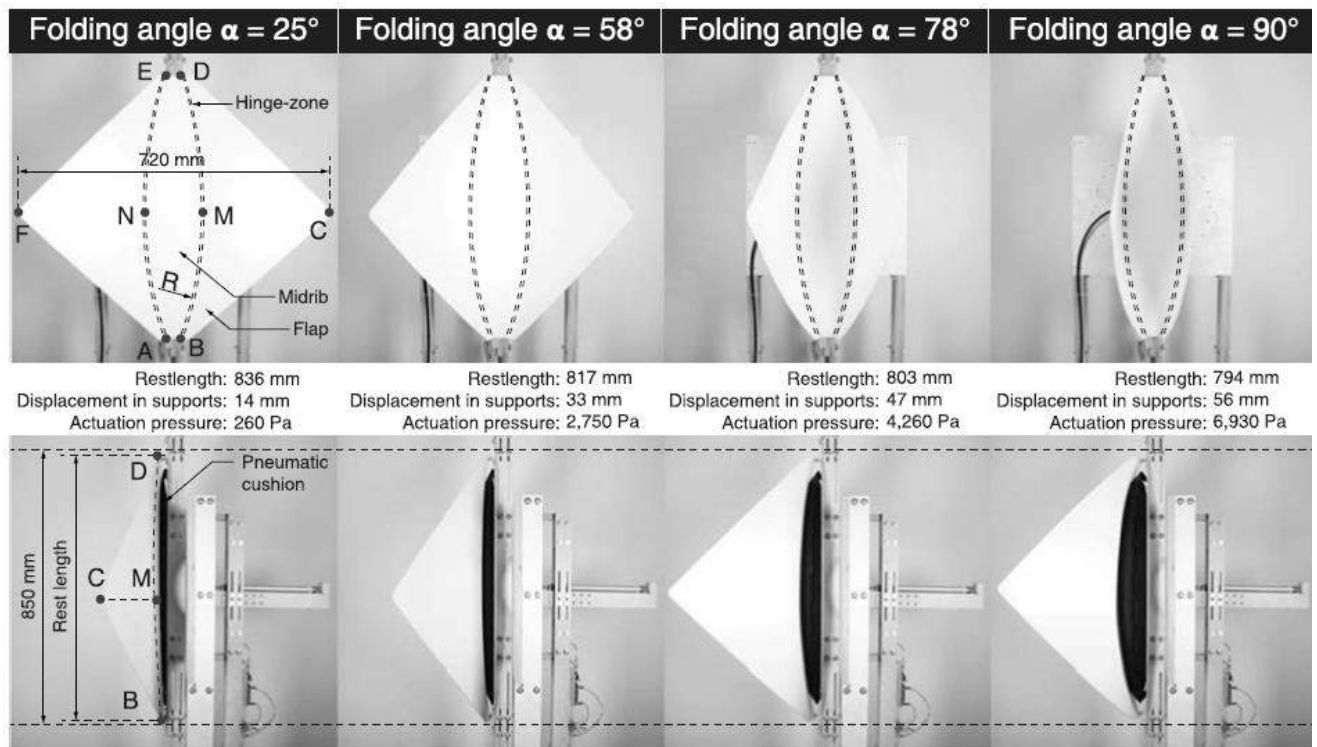 Folding angle α = 25°
Folding angle α = 58°
Folding angle α = 78°
Folding angle α = 90°
E
D
Hinge-zone
720 mm
N
M
F
C
R
Midrib
Flap
A
B
Restlength: 836 mm
Displacement in supports: 14 mm
Actuation pressure: 260 Pa
Restlength: 817 mm
Displacement in supports: 33 mm
Actuation pressure: 2,750 Pa
Restlength: 803 mm
Displacement in supports: 47 mm
Actuation pressure: 4,260 Pa
Restlength: 794 mm
Displacement in supports: 56 mm
Actuation pressure: 6,930 Pa
D
Pneumatic
cushion
850 mm
Rest length
C
M
B